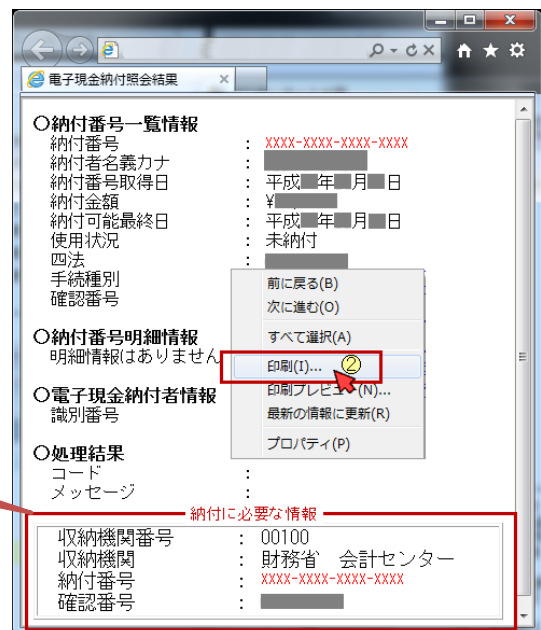 電子現金納付照会結果
○納付番号一覧情報
納付番号 : XXXX-XXXX-XXXX-XXXX
納付者名義カナ :
納付番号取得日 : 平成 年 月 日
納付金額 : ¥
納付可能最終日 : 平成 年 月 日
使用状況 : 未納付
四法 :
手続種別
確認番号
前に戻る(B)
次に進む(O)
すべて選択(A)
印刷(I)... ②
印刷プレビュー(N)...
最新の情報に更新(R)
プロパティ(P)
○納付番号明細情報
明細情報はありません
○電子現金納付者情報
識別番号
○処理結果
コード :
メッセージ :
納付に必要な情報
収納機関番号 : 00100
収納機関 : 財務省 会計センター
納付番号 : XXXX-XXXX-XXXX-XXXX
確認番号 :